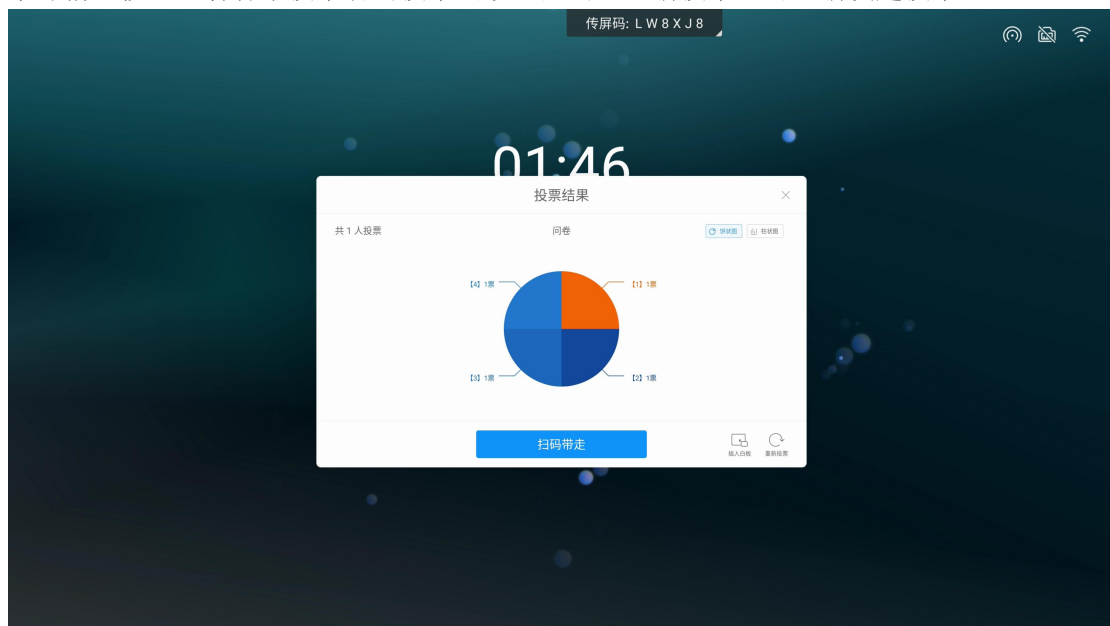 传屏码: LW8XJ8
01:46
投票结果
共 1 人投票
问卷
饼状图
柱状图
【4】1票
【1】1票
【3】1票
【2】1票
扫码带走
插入白板
重新投票